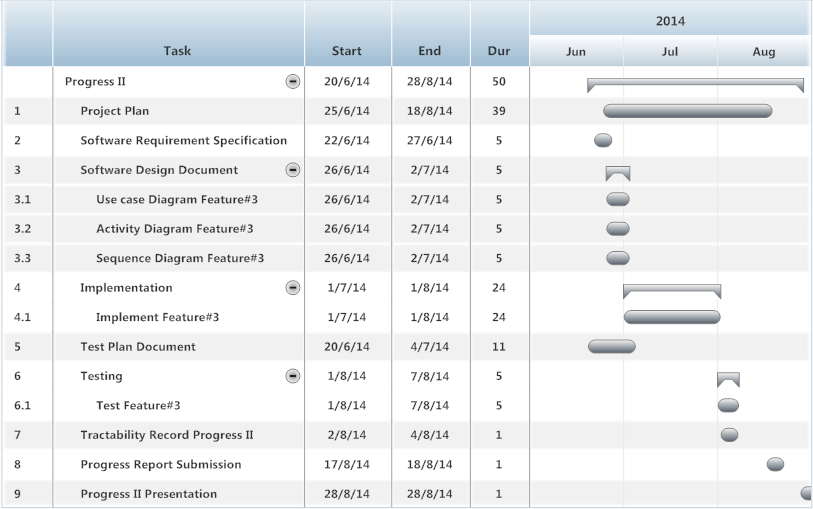 2014
Task Start End Dur Jun Jul Aug
Progress II 20/6/14 28/8/14 50
1 Project Plan 25/6/14 18/8/14 39
2 Software Requirement Specification 22/6/14 27/6/14 5
3 Software Design Document 26/6/14 2/7/14 5
3.1 Use case Diagram Feature#3 26/6/14 2/7/14 5
3.2 Activity Diagram Feature#3 26/6/14 2/7/14 5
3.3 Sequence Diagram Feature#3 26/6/14 2/7/14 5
4 Implementation 1/7/14 1/8/14 24
4.1 Implement Feature#3 1/7/14 1/8/14 24
5 Test Plan Document 20/6/14 4/7/14 11
6 Testing 1/8/14 7/8/14 5
6.1 Test Feature#3 1/8/14 7/8/14 5
7 Tractability Record Progress II 2/8/14 4/8/14 1
8 Progress Report Submission 17/8/14 18/8/14 1
9 Progress II Presentation 28/8/14 28/8/14 1